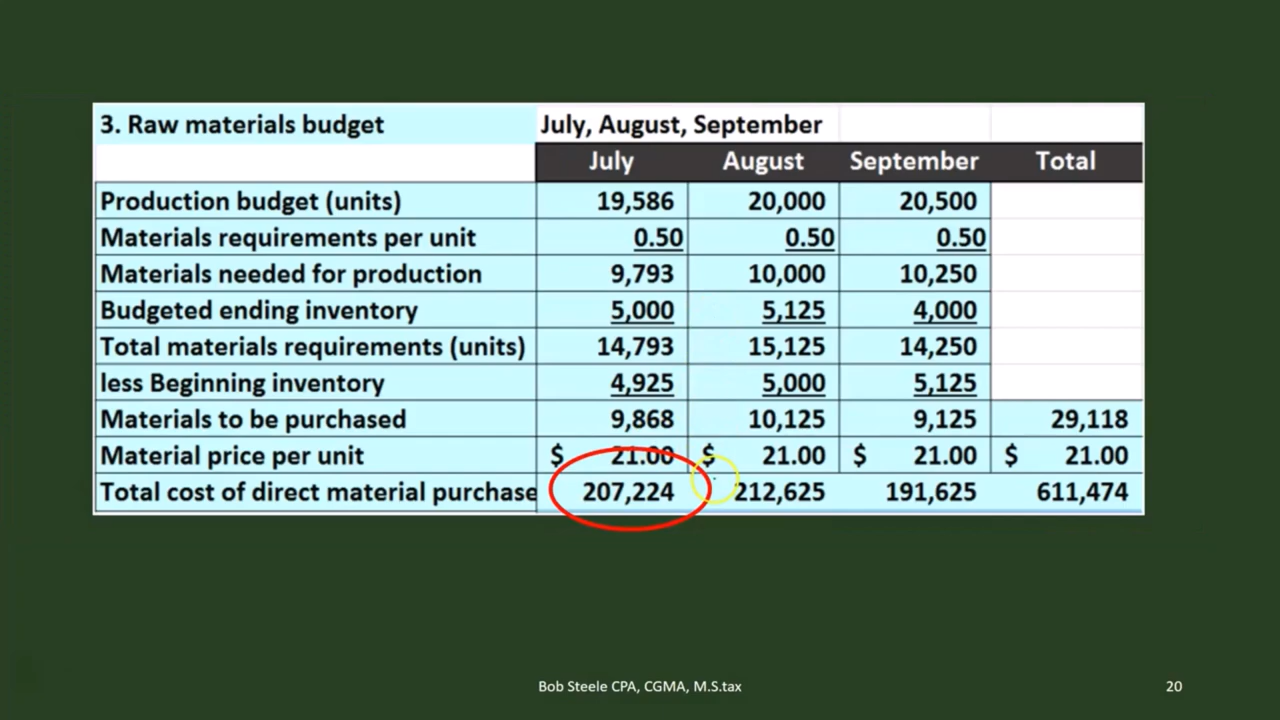 3. Raw materials budget July, August, September
July August September Total
Production budget (units) 19,586 20,000 20,500
Materials requirements per unit 0.50 0.50 0.50
Materials needed for production 9,793 10,000 10,250
Budgeted ending inventory 5,000 5,125 4,000
Total materials requirements (units) 14,793 15,125 14,250
less Beginning inventory 4,925 5,000 5,125
Materials to be purchased 9,868 10,125 9,125 29,118
Material price per unit $ 21.00 $ 21.00 $ 21.00 $ 21.00
Total cost of direct material purchase 207,224 212,625 191,625 611,474
Bob Steele CPA, CGMA, M.S.tax 20